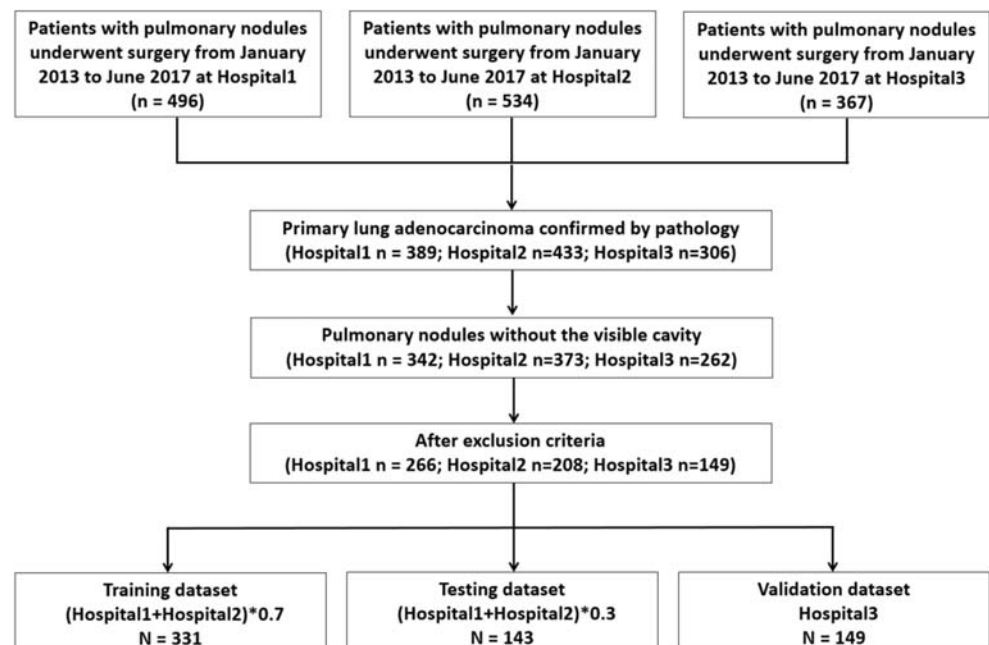 Patients with pulmonary nodules
underwent surgery from January
2013 to June 2017 at Hospital1
(n = 496)
Patients with pulmonary nodules
underwent surgery from January
2013 to June 2017 at Hospital2
(n = 534)
Patients with pulmonary nodules
underwent surgery from January
2013 to June 2017 at Hospital3
(n = 367)
Primary lung adenocarcinoma confirmed by pathology
(Hospital1 n = 389; Hospital2 n=433; Hospital3 n=306)
Pulmonary nodules without the visible cavity
(Hospital1 n = 342; Hospital2 n=373; Hospital3 n=262)
After exclusion criteria
(Hospital1 n = 266; Hospital2 n=208; Hospital3 n=149)
Training dataset
(Hospital1+Hospital2)*0.7
N = 331
Testing dataset
(Hospital1+Hospital2)*0.3
N = 143
Validation dataset
Hospital3
N = 149